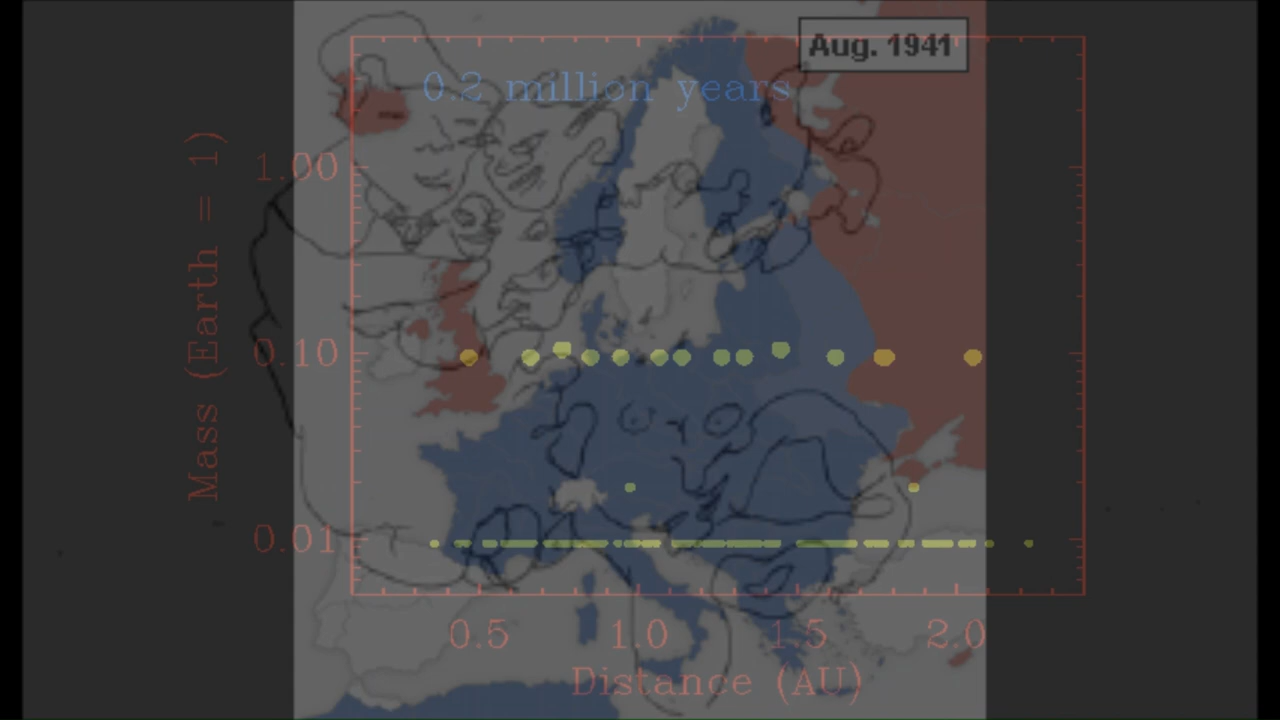 Aug. 1941
0.2 million years
Mass (Earth = 1)
1.00
0.10
0.01
0.5 1.0 1.5 2.0
Distance (AU)